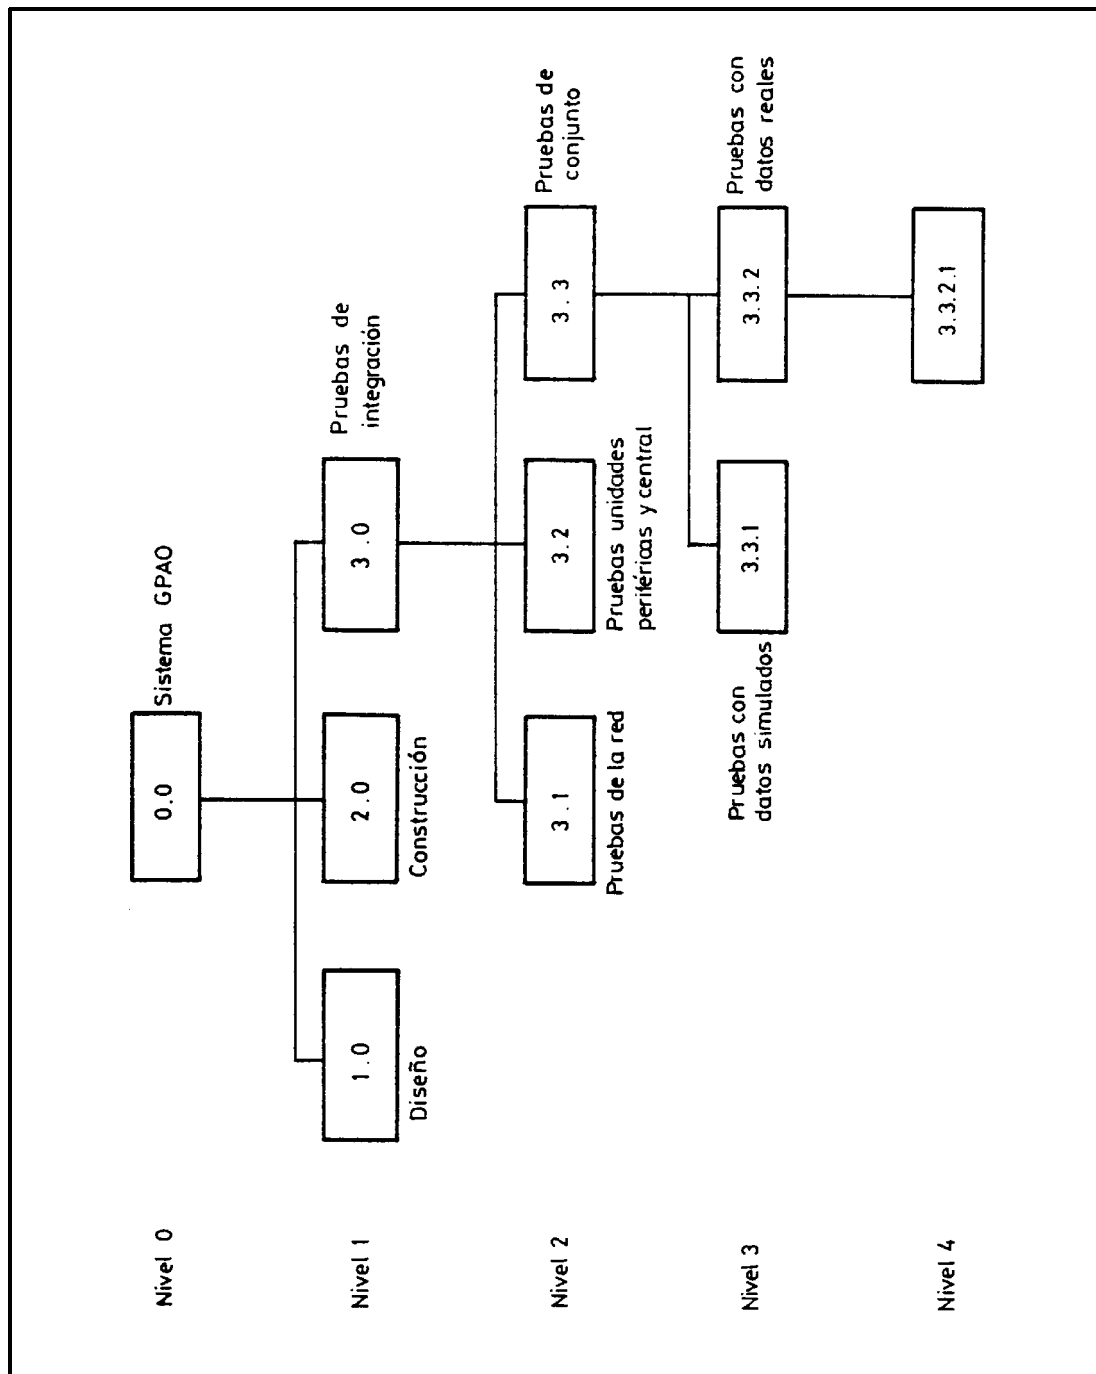 Nivel 0
0.0
Sistema GPAO
Nivel 1
1.0
Diseño
2.0
Construcción
3.0
Pruebas de
integración
Nivel 2
3.1
Pruebas de la red
3.2
Pruebas unidades
periféricas y central
3.3
Pruebas de
conjunto
Nivel 3
Pruebas con
datos simulados
3.3.1
3.3.2
Pruebas con
datos reales
Nivel 4
3.3.2.1